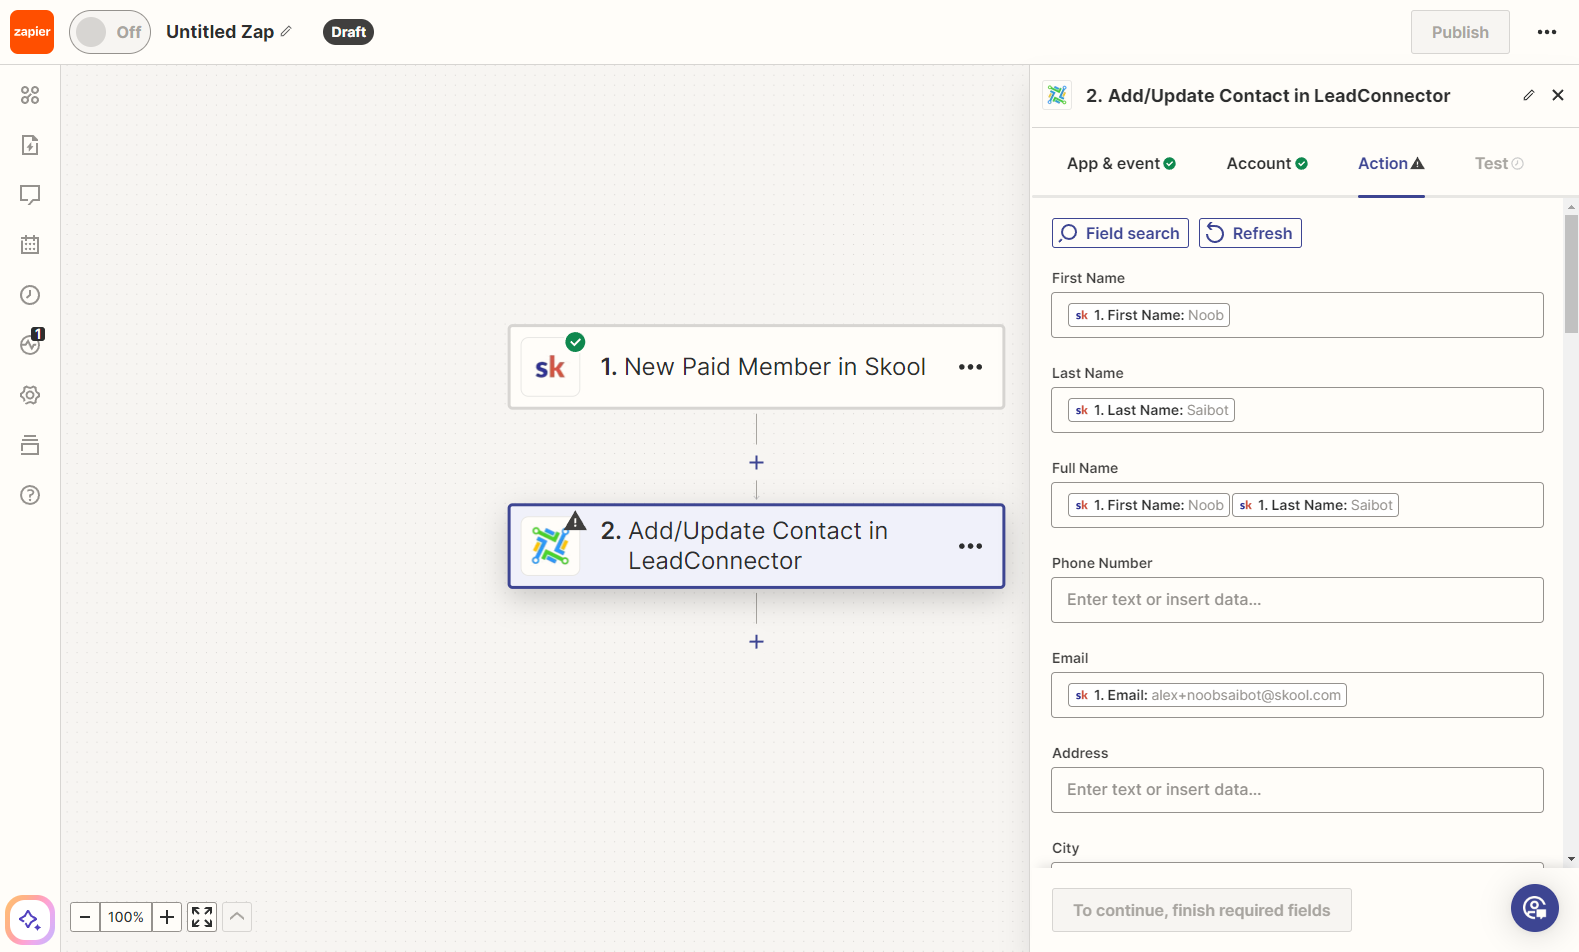 zapier
Off
Untitled Zap
Draft
Publish
1
sk
1. New Paid Member in Skool
2. Add/Update Contact in
LeadConnector
100%
2. Add/Update Contact in LeadConnector
App & event
Account
Action
Test
Field search
Refresh
First Name
sk 1. First Name: Noob
Last Name
sk 1. Last Name: Saibot
Full Name
sk 1. First Name: Noob sk 1. Last Name: Saibot
Phone Number
Enter text or insert data...
Email
sk 1. Email: alex+noobsaibot@skool.com
Address
Enter text or insert data...
City
To continue, finish required fields